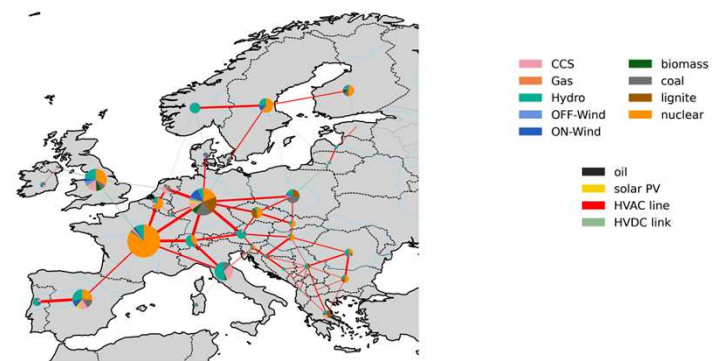 CCS
Gas
Hydro
OFF-Wind
ON-Wind
biomass
coal
lignite
nuclear
oil
solar PV
HVAC line
HVDC link